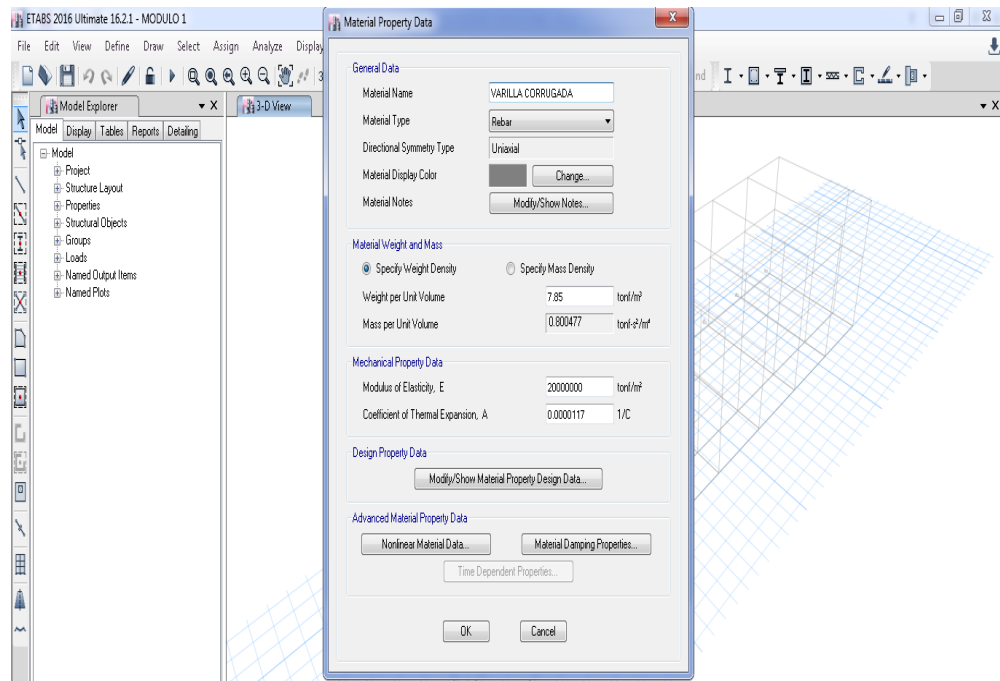 ETABS 2016 Ultimate 16.2.1 - MODULO 1
File Edit View Define Draw Select Assign Analyze Display
Model Explorer
3-D View
Model Display Tables Reports Detailing
Model
Project
Structure Layout
Properties
Structural Objects
Groups
Loads
Named Output Items
Named Plots
Material Property Data
General Data
Material Name VARILLA CORRUGADA
Material Type Rebar
Directional Symmetry Type Uniaxial
Material Display Color Change...
Material Notes Modify/Show Notes...
Material Weight and Mass
Specify Weight Density Specify Mass Density
Weight per Unit Volume 7.85 tonf/m³
Mass per Unit Volume 0.800477 tonf-s²/m⁴
Mechanical Property Data
Modulus of Elasticity, E 20000000 tonf/m²
Coefficient of Thermal Expansion, A 0.0000117 1/C
Design Property Data
Modify/Show Material Property Design Data...
Advanced Material Property Data
Nonlinear Material Data... Material Damping Properties...
Time Dependent Properties...
OK Cancel